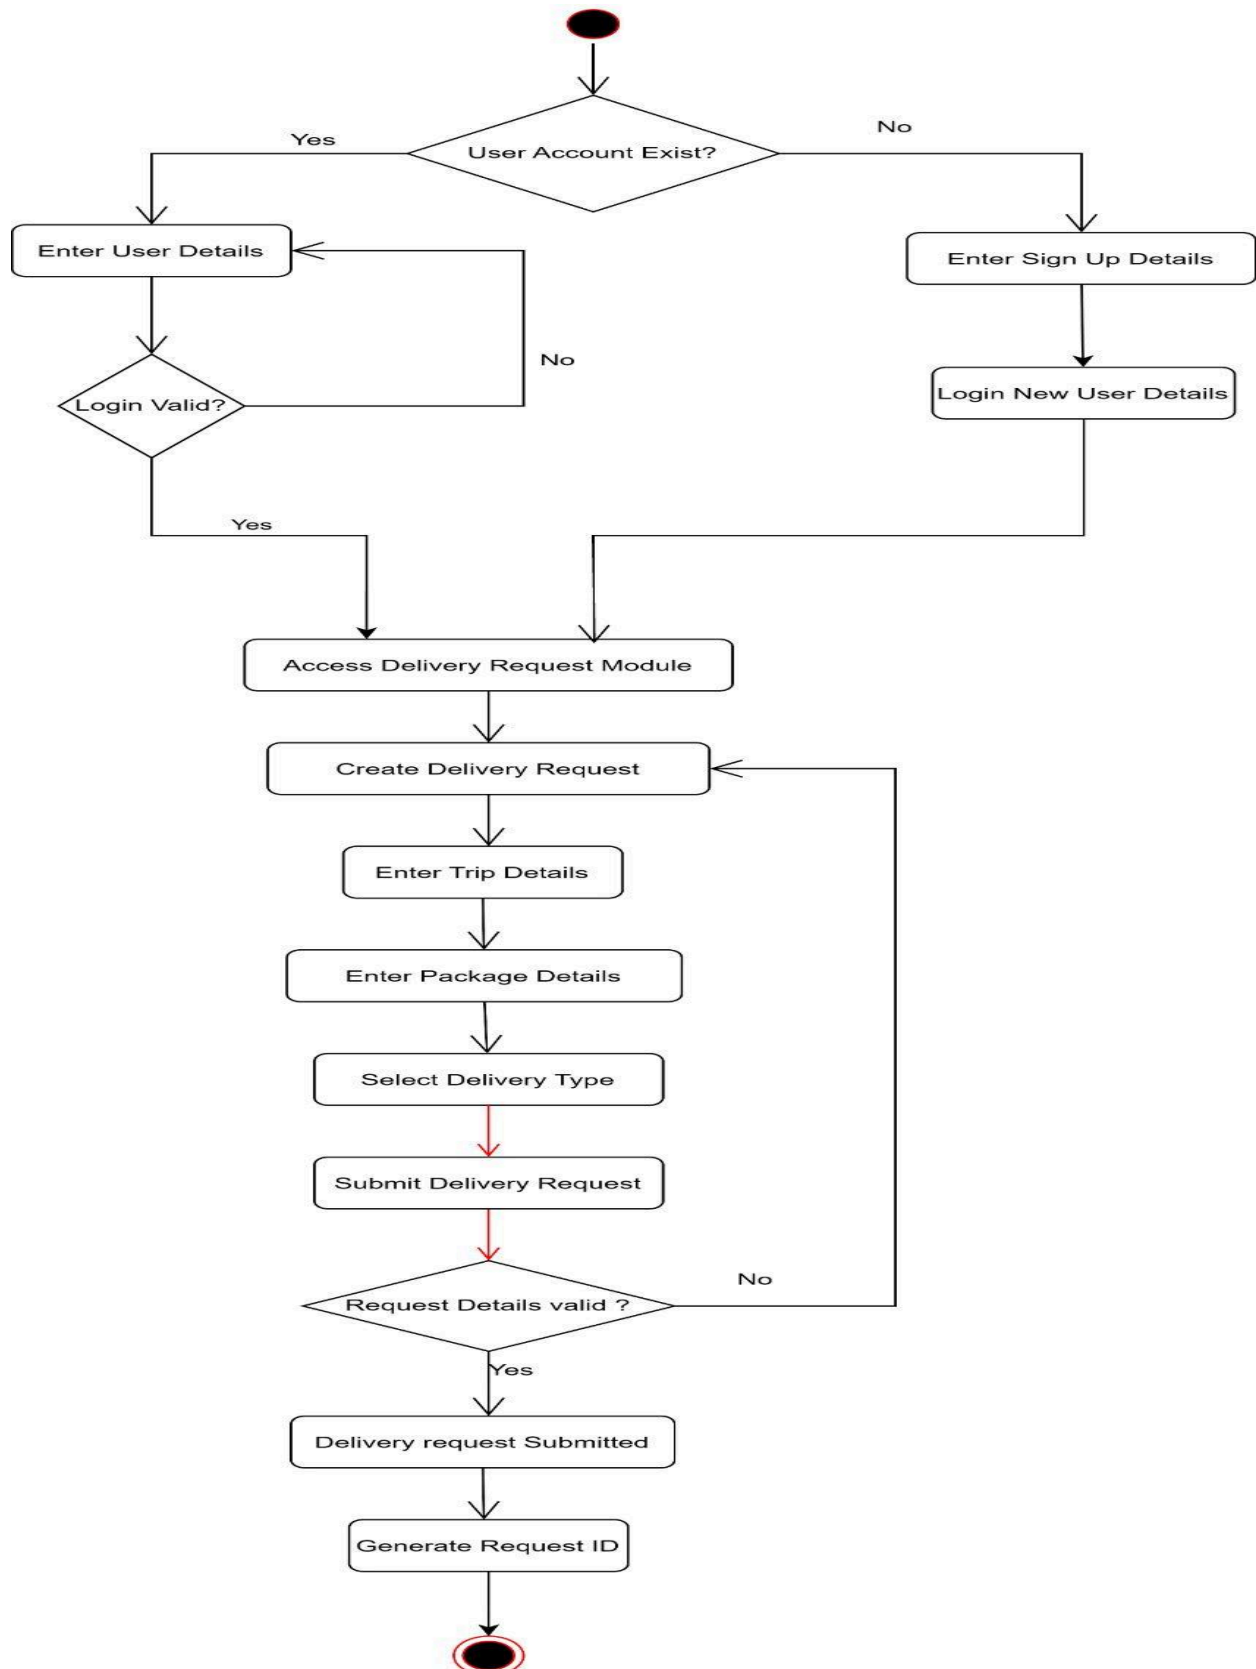 User Account Exist?
Yes
No
Enter User Details
Enter Sign Up Details
No
Login Valid?
Login New User Details
Yes
Access Delivery Request Module
Create Delivery Request
Enter Trip Details
Enter Package Details
Select Delivery Type
Submit Delivery Request
Request Details valid ?
No
Yes
Delivery request Submitted
Generate Request ID